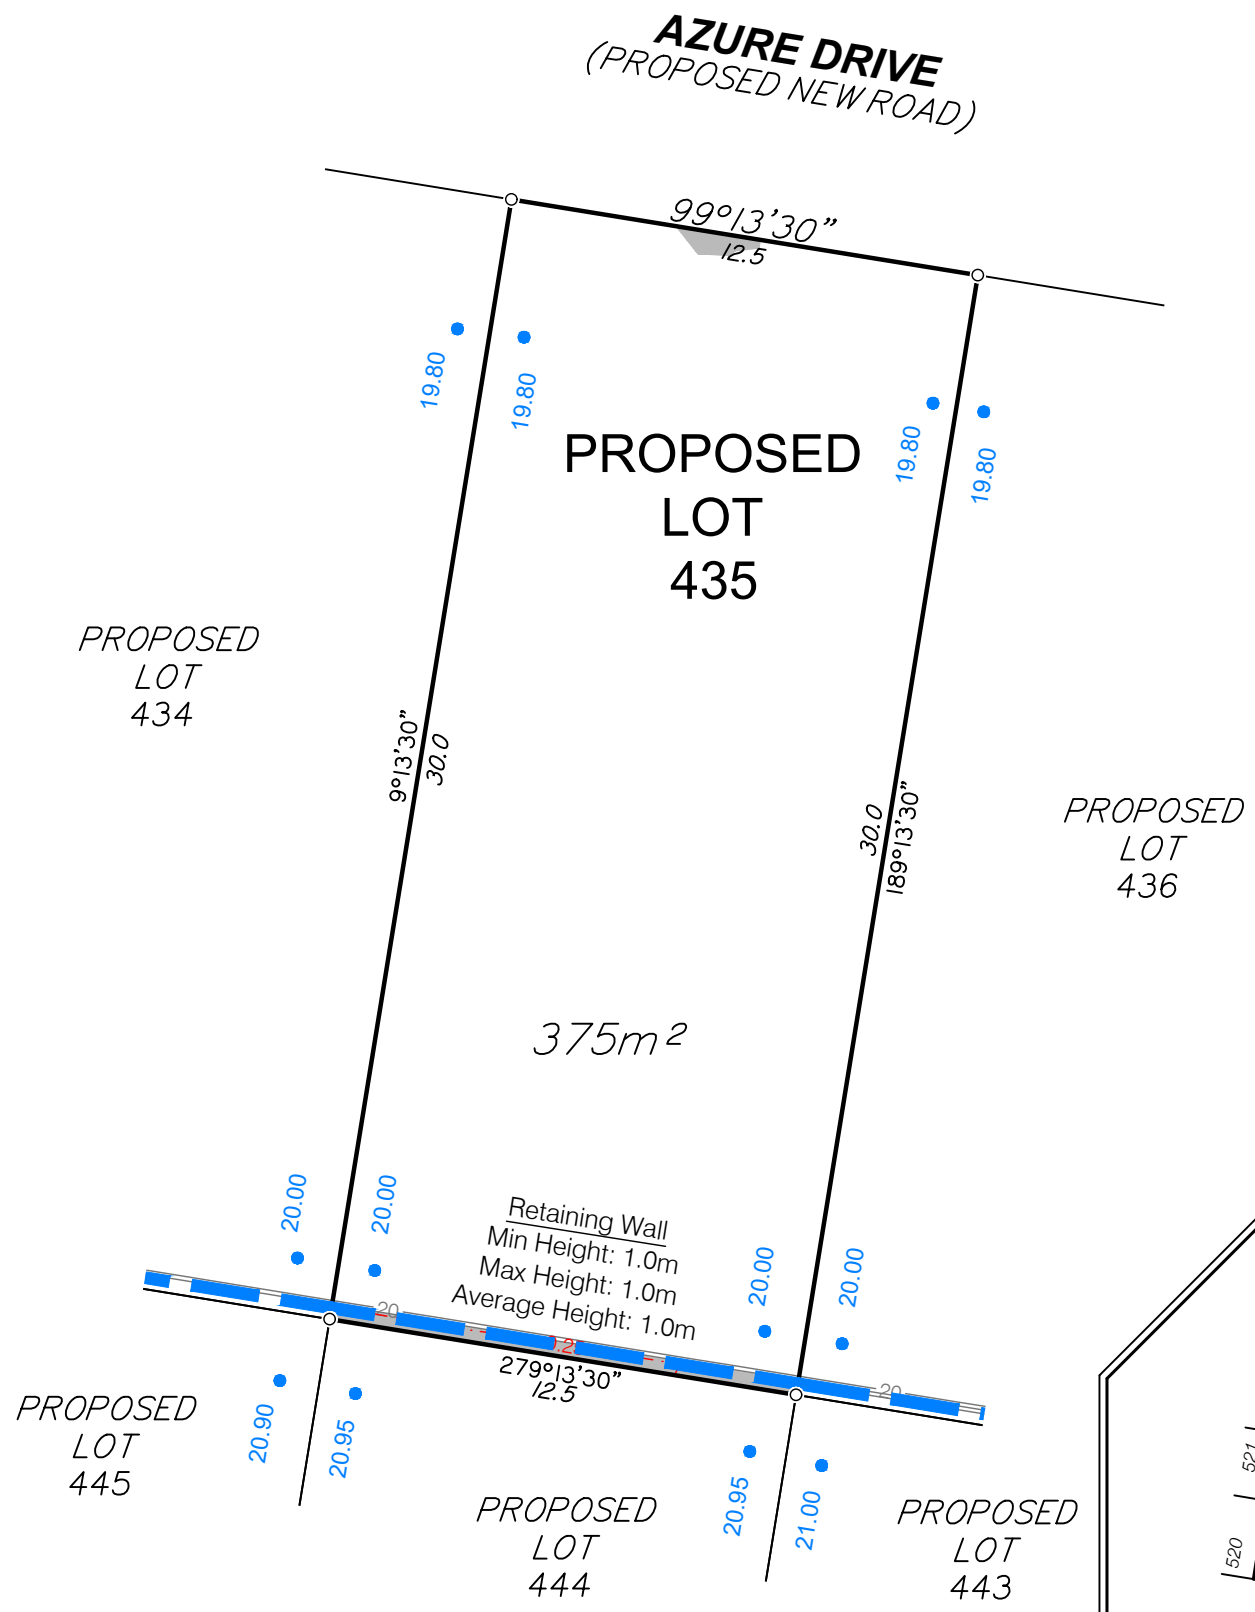 AZURE DRIVE
(PROPOSED NEW ROAD)
99°13'30"
12.5
19.80
19.80
19.80
19.80
PROPOSED
LOT
435
PROPOSED
LOT
434
9°13'30"
30.0
30.0
189°13'30"
PROPOSED
LOT
436
375m²
20.00
20.00
Retaining Wall
Min Height: 1.0m
Max Height: 1.0m
Average Height: 1.0m
20.00
20.00
20
20
279°13'30"
12.5
20.90
20.95
20.95
21.00
PROPOSED
LOT
445
PROPOSED
LOT
444
PROPOSED
LOT
443
521
520